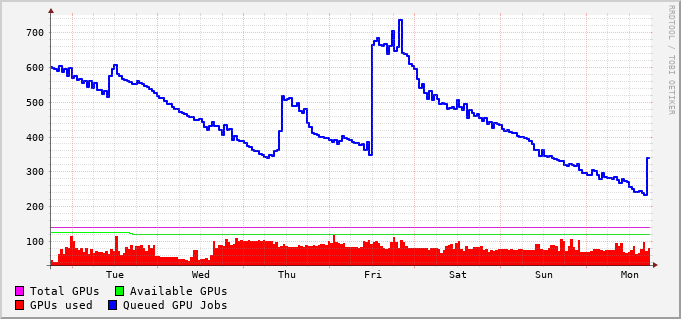 RRDTOOL / TOBI OETIKER
700
600
500
400
300
200
100
Tue Wed Thu Fri Sat Sun Mon
Total GPUs Available GPUs
GPUs used Queued GPU Jobs